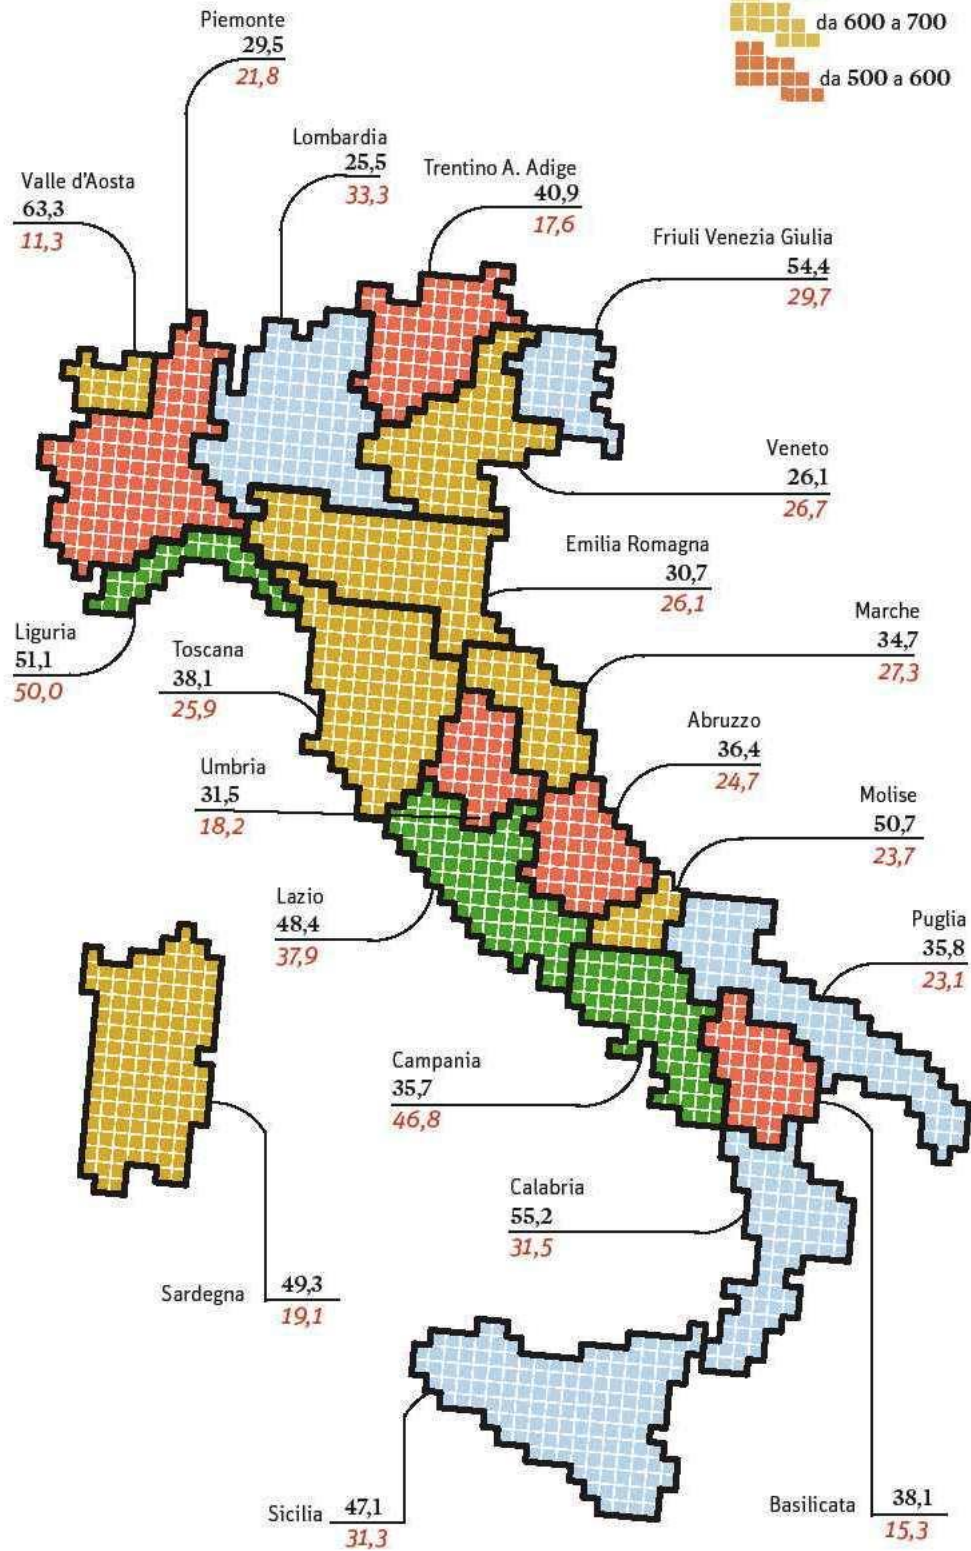 da 600 a 700
da 500 a 600
Piemonte
29,5
21,8
Lombardia
25,5
33,3
Trentino A. Adige
40,9
17,6
Valle d'Aosta
63,3
11,3
Friuli Venezia Giulia
54,4
29,7
Veneto
26,1
26,7
Emilia Romagna
30,7
26,1
Marche
34,7
27,3
Liguria
51,1
50,0
Toscana
38,1
25,9
Abruzzo
36,4
24,7
Umbria
31,5
18,2
Molise
50,7
23,7
Lazio
48,4
37,9
Puglia
35,8
23,1
Campania
35,7
46,8
Calabria
55,2
31,5
Sardegna
49,3
19,1
Sicilia
47,1
31,3
Basilicata
38,1
15,3